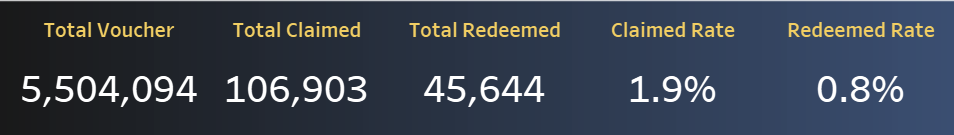 Total Voucher Total Claimed Total Redeemed Claimed Rate Redeemed Rate
5,504,094 106,903 45,644 1.9% 0.8%